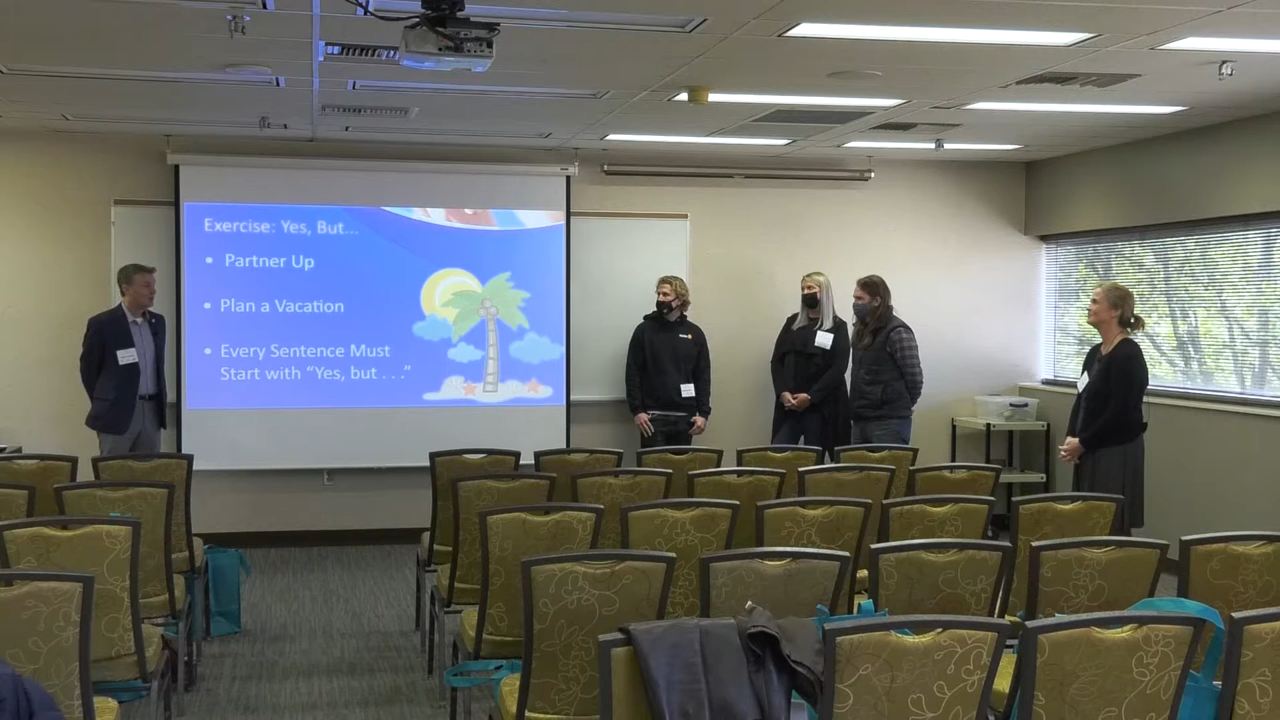 Exercise: Yes, But...
• Partner Up
• Plan a Vacation
• Every Sentence Must
Start with “Yes, but . . .”